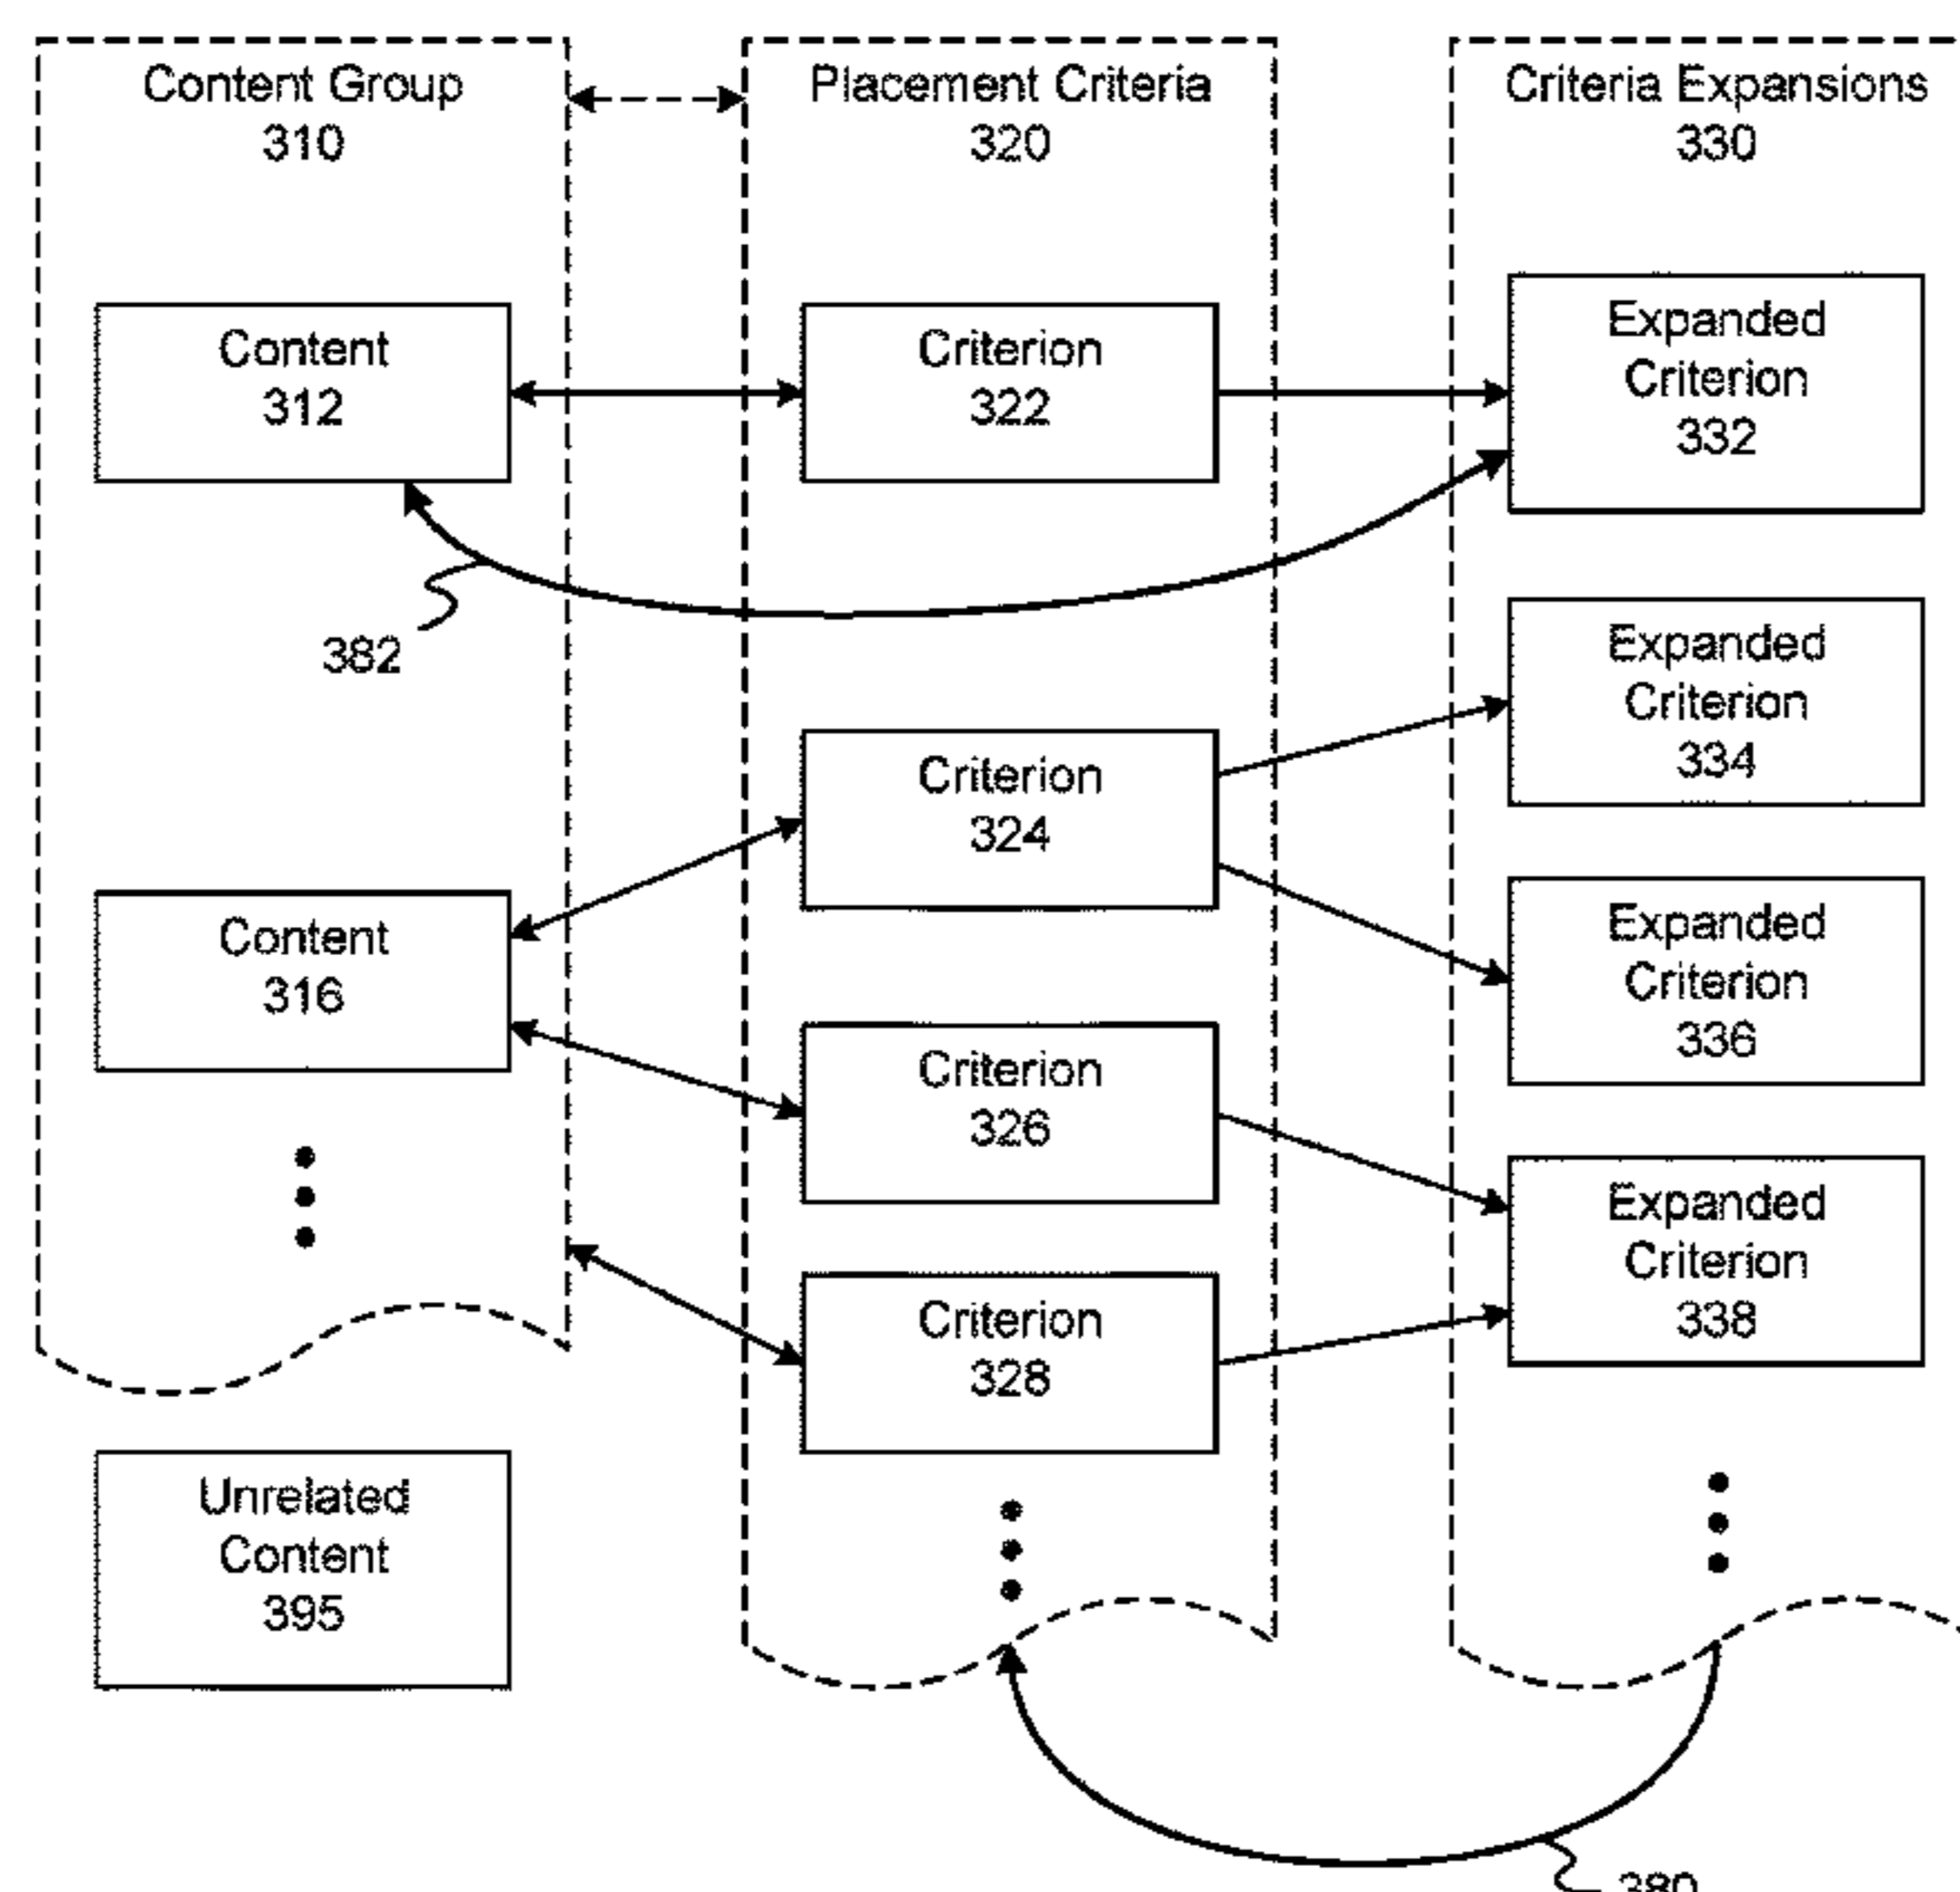 Content Group
310
Placement Criteria
320
Criteria Expansions
330
Content
312
Criterion
322
Expanded
Criterion
332
382
Expanded
Criterion
334
Criterion
324
Content
316
Expanded
Criterion
336
Criterion
326
Expanded
Criterion
338
Criterion
328
Unrelated
Content
395
380